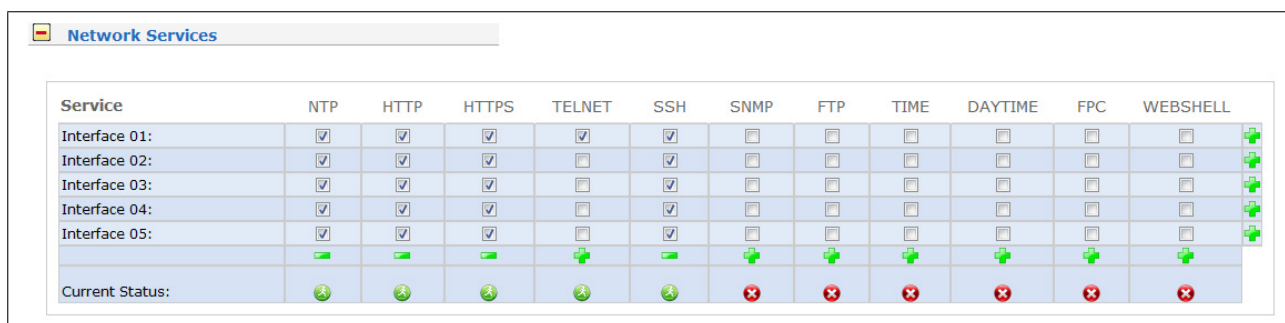 Network Services
Service NTP HTTP HTTPS TELNET SSH SNMP FTP TIME DAYTIME FPC WEBSHELL
Interface 01:
Interface 02:
Interface 03:
Interface 04:
Interface 05:
Current Status: